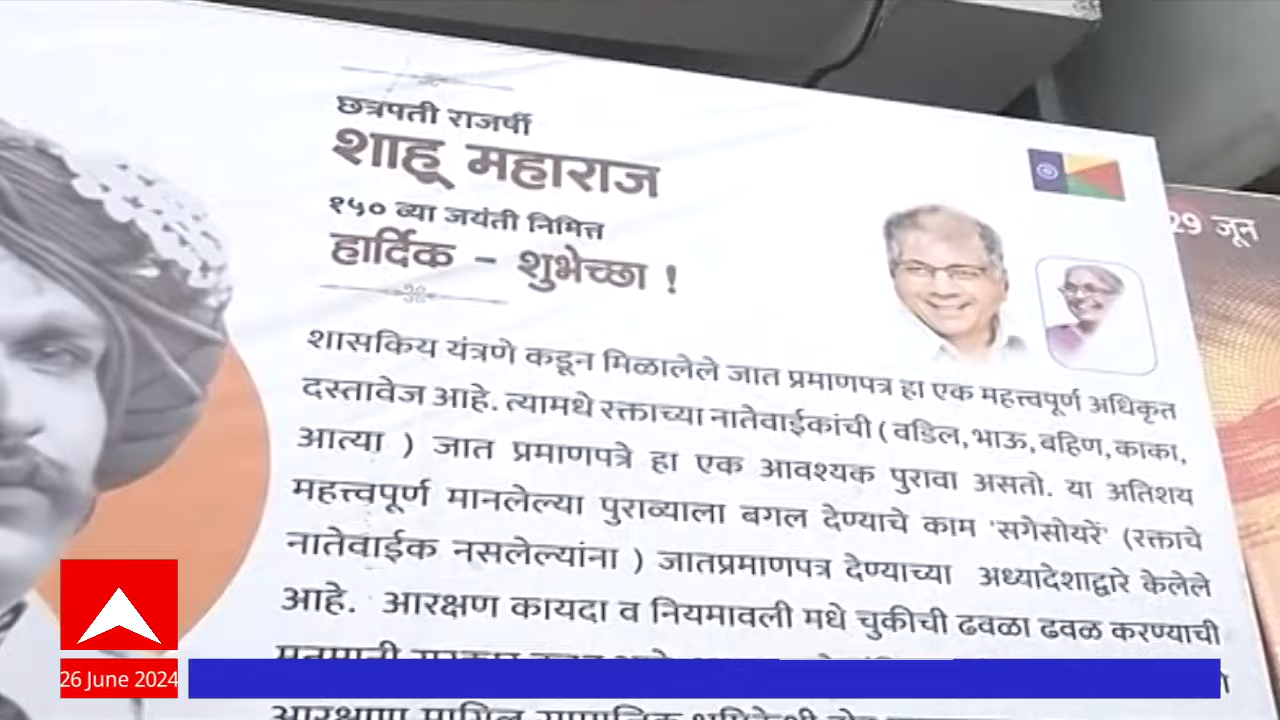 छत्रपती राजर्षी
शाहू महाराज
१५० व्या जयंती निमित्त
हार्दिक - शुभेच्छा !
29 जून
शासकिय यंत्रणे कडून मिळालेले जात प्रमाणपत्र हा एक महत्त्वपूर्ण अधिकृत
दस्तावेज आहे. त्यामधे रक्ताच्या नातेवाईकांची ( वडिल, भाऊ, बहिण, काका,
आत्या ) जात प्रमाणपत्रे हा एक आवश्यक पुरावा असतो. या अतिशय
महत्त्वपूर्ण मानलेल्या पुराव्याला बगल देण्याचे काम 'सगेसोयरे' (रक्ताचे
नातेवाईक नसलेल्यांना ) जातप्रमाणपत्र देण्याच्या अध्यादेशाद्वारे केलेले
आहे. आरक्षण कायदा व नियमावली मधे चुकीची ढवळा ढवळ करण्याची
26 June 2024